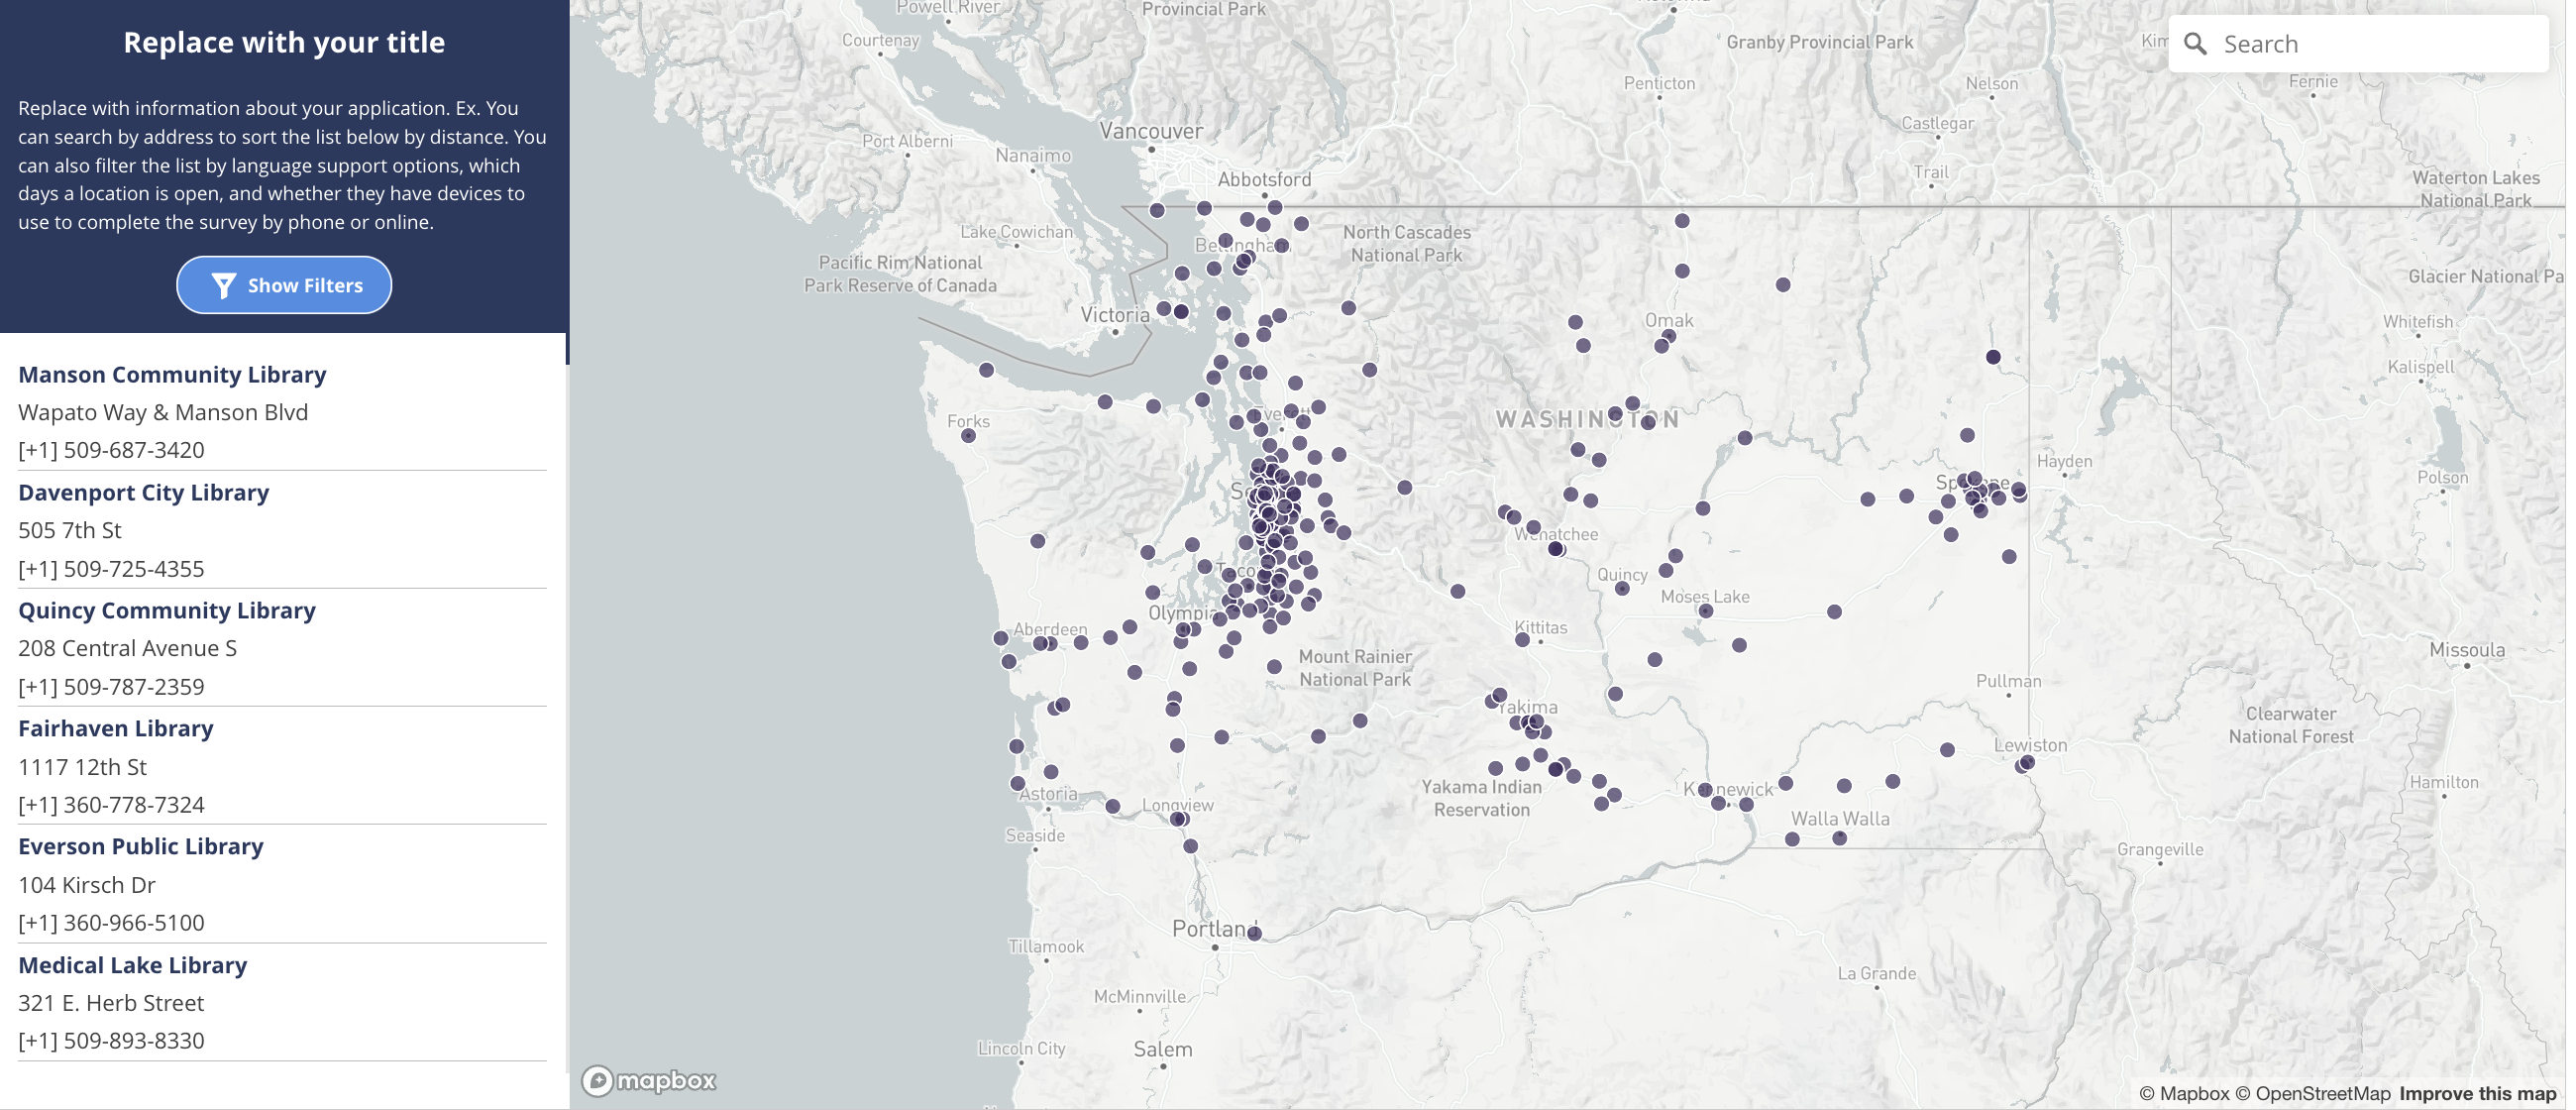 Replace with your title
Replace with information about your application. Ex. You
can search by address to sort the list below by distance. You
can also filter the list by language support options, which
days a location is open, and whether they have devices to
use to complete the survey by phone or online.
Show Filters
Manson Community Library
Wapato Way & Manson Blvd
[+1] 509-687-3420
Davenport City Library
505 7th St
[+1] 509-725-4355
Quincy Community Library
208 Central Avenue S
[+1] 509-787-2359
Fairhaven Library
1117 12th St
[+1] 360-778-7324
Everson Public Library
104 Kirsch Dr
[+1] 360-966-5100
Medical Lake Library
321 E. Herb Street
[+1] 509-893-8330
Search
Powell River
Provincial Park
Courtenay
Granby Provincial Park
Penticton
Nelson
Fernie
Vancouver
Castlegar
Port Alberni
Nanaimo
Trail
Abbotsford
Waterton Lakes
National Park
Lake Cowichan
Bellingham
North Cascades
National Park
Pacific Rim National
Park Reserve of Canada
Glacier National Pa
Victoria
Omak
Whitefish
Kalispell
Forks
Everett
WASHINGTON
Hayden
Polson
Spokane
Wenatchee
Quincy
Moses Lake
Olympia
Aberdeen
Kittitas
Mount Rainier
National Park
Missoula
Pullman
Yakima
Clearwater
National Forest
Lewiston
Yakama Indian
Reservation
Kennewick
Hamilton
Astoria
Longview
Walla Walla
Seaside
Grangeville
Portland
Tillamook
La Grande
McMinnville
Lincoln City
Salem
mapbox
© Mapbox © OpenStreetMap Improve this map